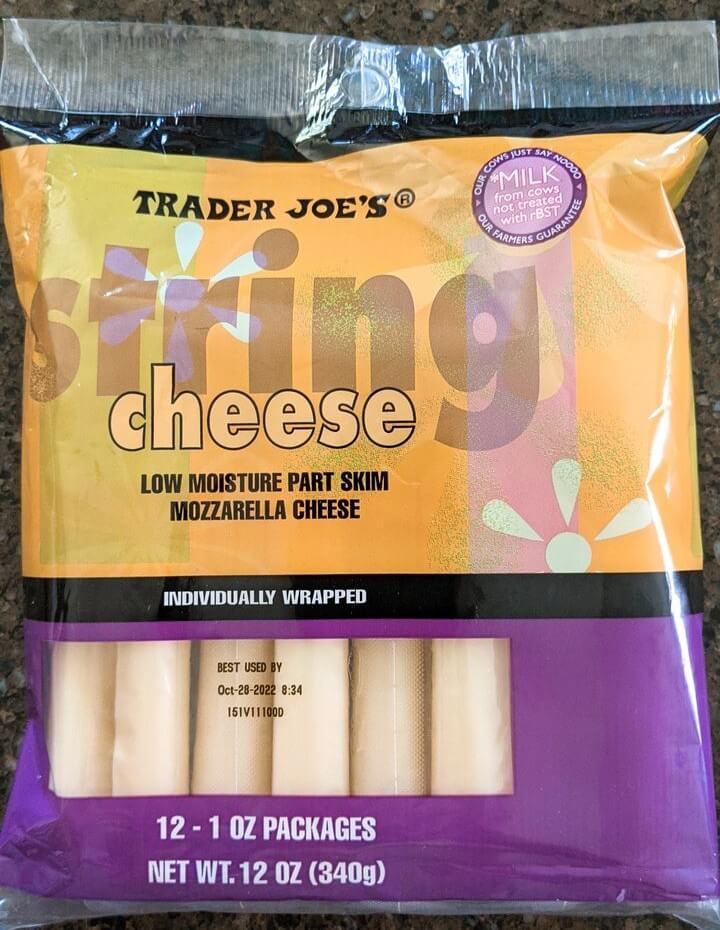 TRADER JOE'S®
OUR COWS JUST SAY NOOOO
*MILK
from cows
not treated
with rBST
OUR FARMERS GUARANTEE
string
cheese
LOW MOISTURE PART SKIM
MOZZARELLA CHEESE
INDIVIDUALLY WRAPPED
BEST USED BY
Oct-28-2022 8:34
151V11100D
12 - 1 OZ PACKAGES
NET WT. 12 OZ (340g)